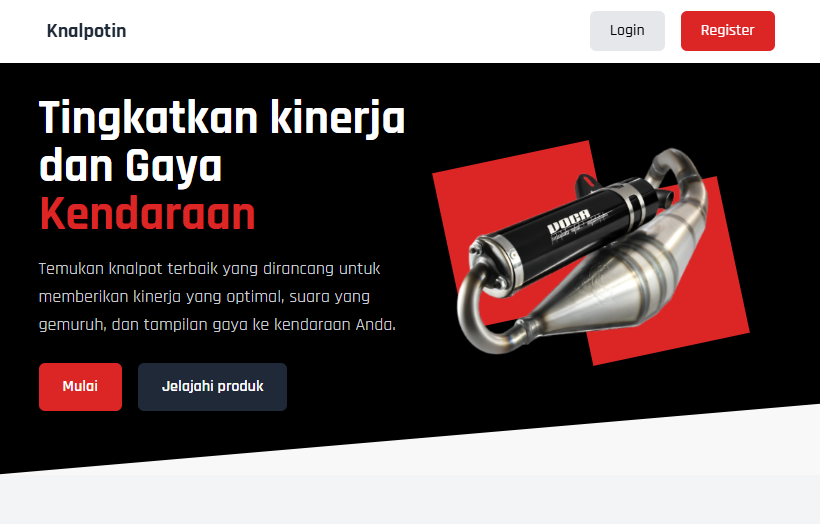 Knalpotin
Login
Register
Tingkatkan kinerja
dan Gaya
Kendaraan
Temukan knalpot terbaik yang dirancang untuk
memberikan kinerja yang optimal, suara yang
gemuruh, dan tampilan gaya ke kendaraan Anda.
Mulai
Jelajahi produk
VOCA